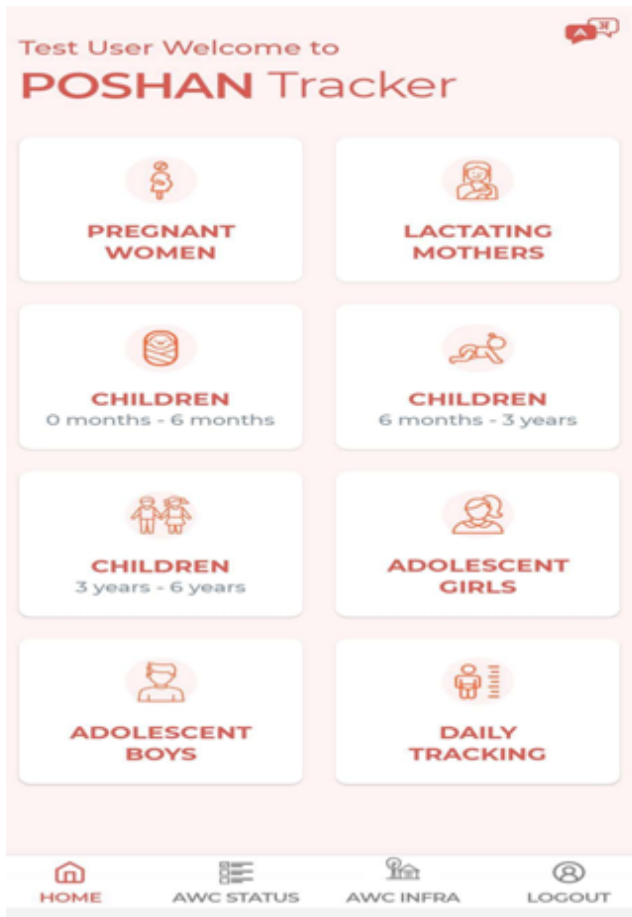 Test User Welcome to
POSHAN Tracker
PREGNANT
WOMEN
LACTATING
MOTHERS
CHILDREN
0 months - 6 months
CHILDREN
6 months - 3 years
CHILDREN
3 years - 6 years
ADOLESCENT
GIRLS
ADOLESCENT
BOYS
DAILY
TRACKING
HOME
AWC STATUS
AWC INFRA
LOGOUT